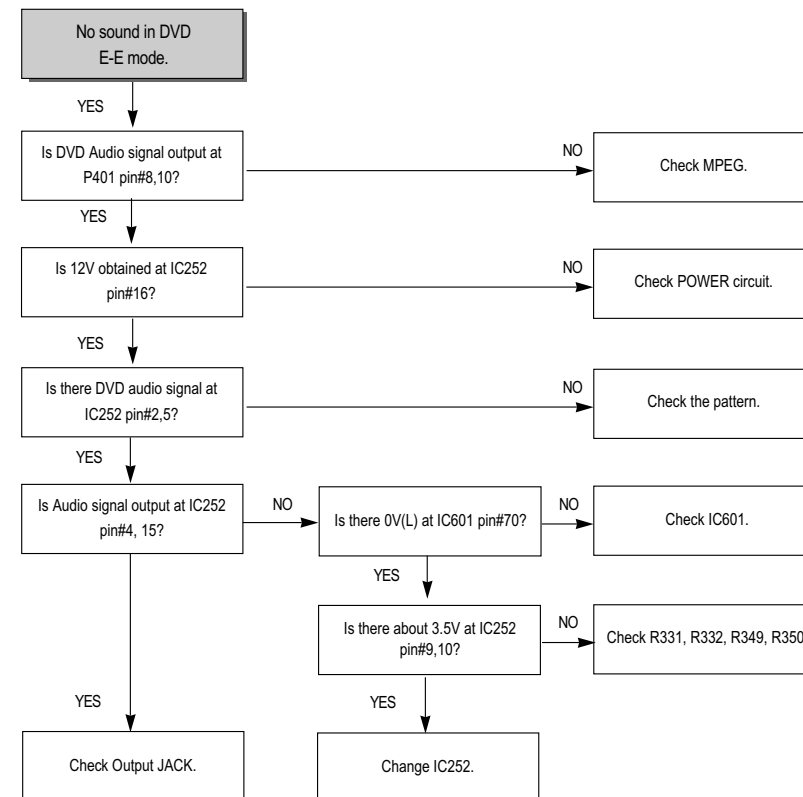 No sound in DVD
E-E mode.
YES
Is DVD Audio signal output at
P401 pin#8,10?
NO
Check MPEG.
YES
Is 12V obtained at IC252
pin#16?
NO
Check POWER circuit.
YES
Is there DVD audio signal at
IC252 pin#2,5?
NO
Check the pattern.
YES
Is Audio signal output at IC252
pin#4, 15?
NO
Is there 0V(L) at IC601 pin#70?
NO
Check IC601.
YES
Is there about 3.5V at IC252
pin#9,10?
NO
Check R331, R332, R349, R350
YES
YES
Check Output JACK.
Change IC252.